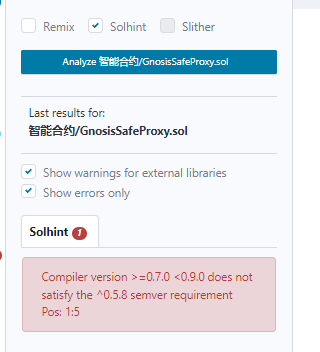 Remix Solhint Slither
Analyze 智能合约/GnosisSafeProxy.sol
Last results for:
智能合约/GnosisSafeProxy.sol
Show warnings for external libraries
Show errors only
Solhint 1
Compiler version >=0.7.0 <0.9.0 does not
satisfy the ^0.5.8 semver requirement
Pos: 1:5